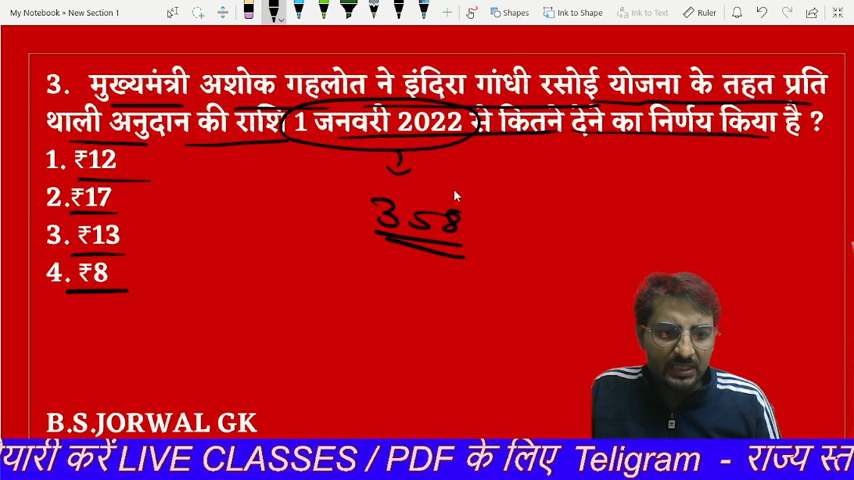 My Notebook » New Section 1
Shapes
Ink to Shape
Ink to Text
Ruler
3. मुख्यमंत्री अशोक गहलोत ने इंदिरा गांधी रसोई योजना के तहत प्रति
थाली अनुदान की राशि 1 जनवरी 2022 से कितने देने का निर्णय किया है ?
1. ₹12
2.₹17
3. ₹13
4. ₹8
358
B.S.JORWAL GK
यारी करें LIVE CLASSES / PDF के लिए Teligram - राज्य स्त